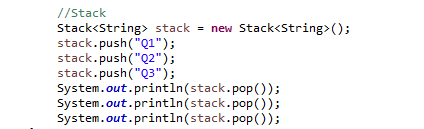 //Stack
Stack<String> stack = new Stack<String>();
stack.push("Q1");
stack.push("Q2");
stack.push("Q3");
System.out.println(stack.pop());
System.out.println(stack.pop());
System.out.println(stack.pop());